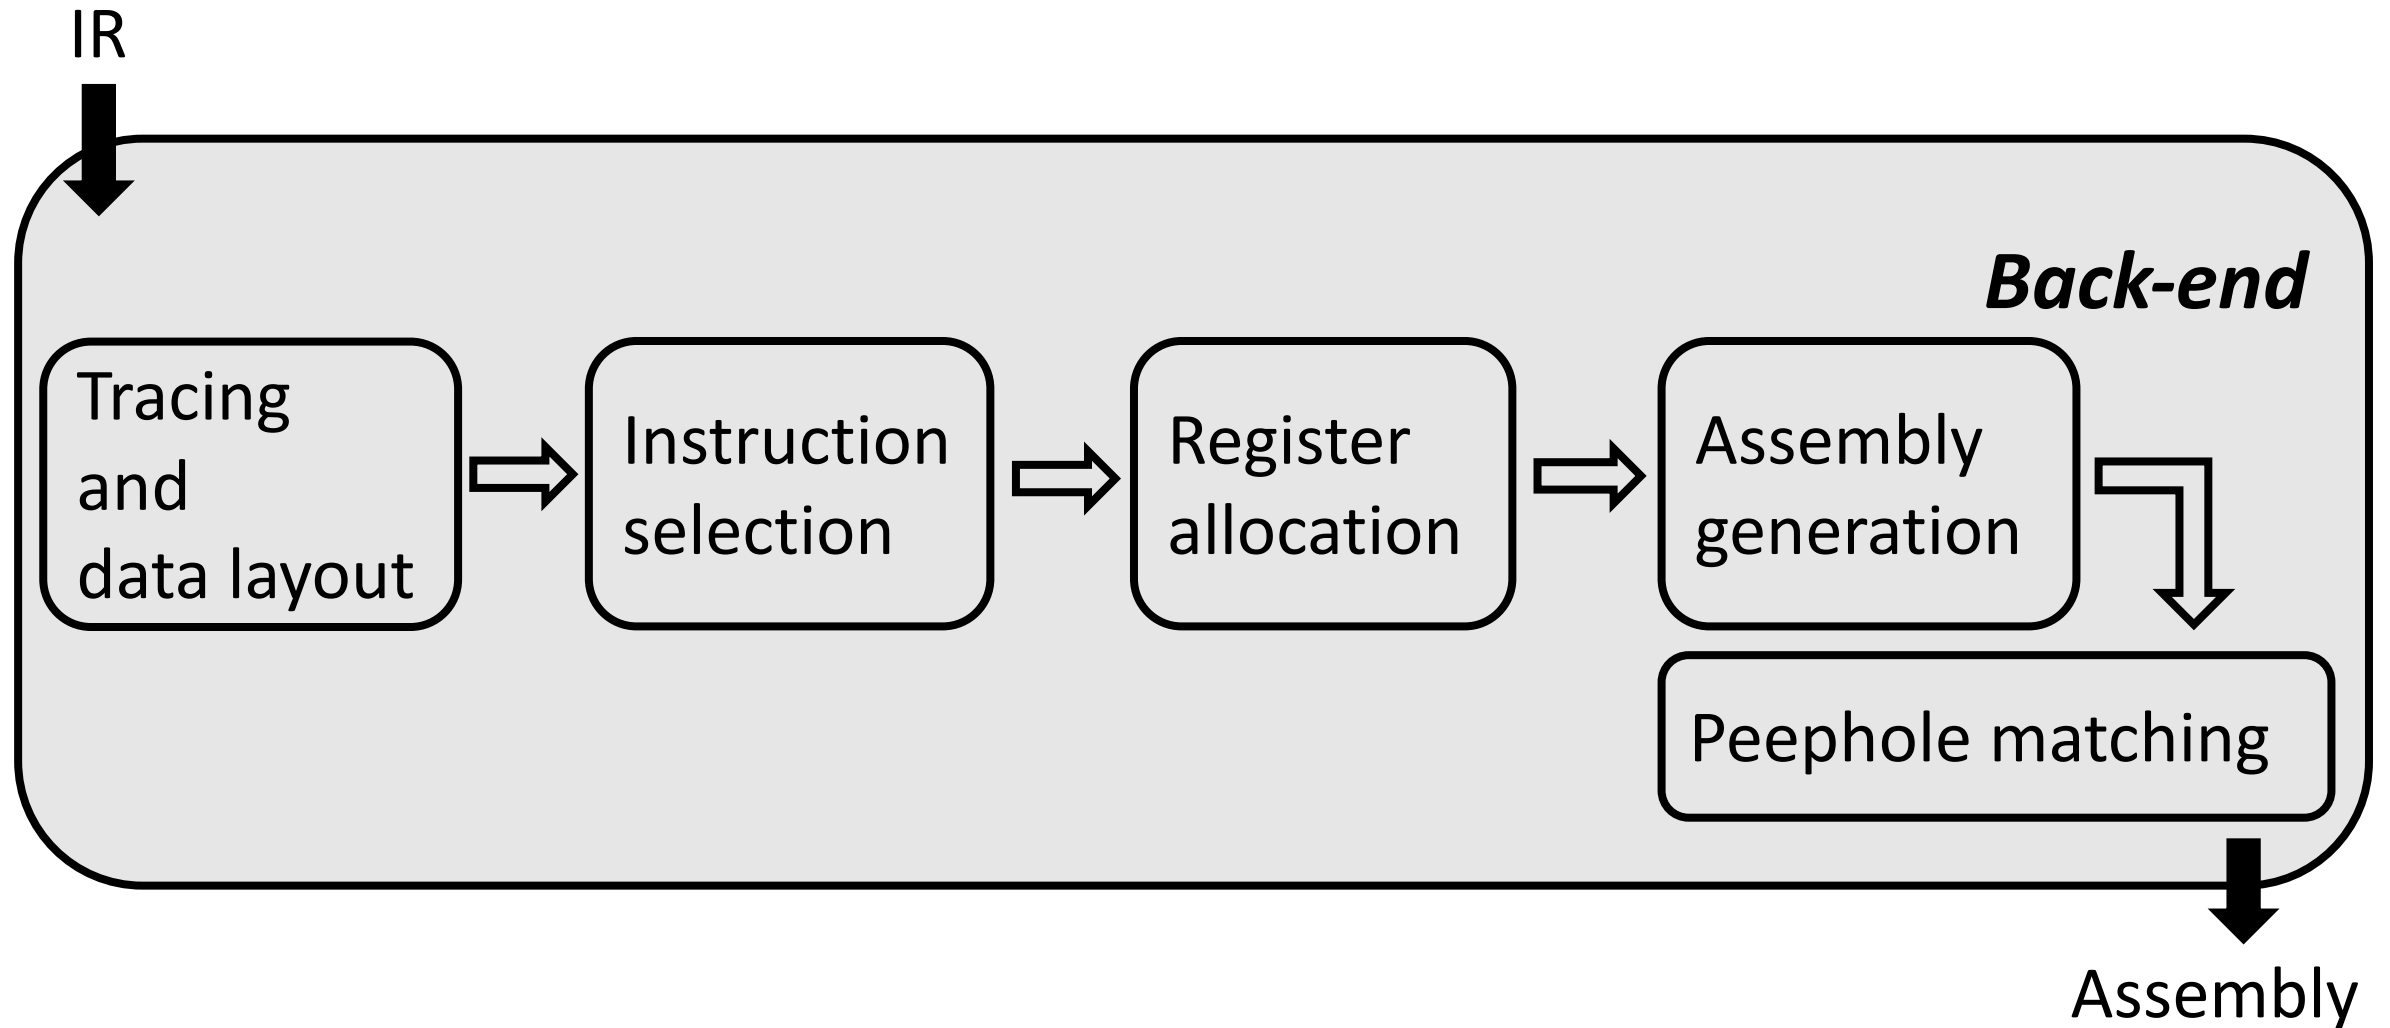 IR
Back-end
Tracing
and
data layout
Instruction
selection
Register
allocation
Assembly
generation
Peephole matching
Assembly